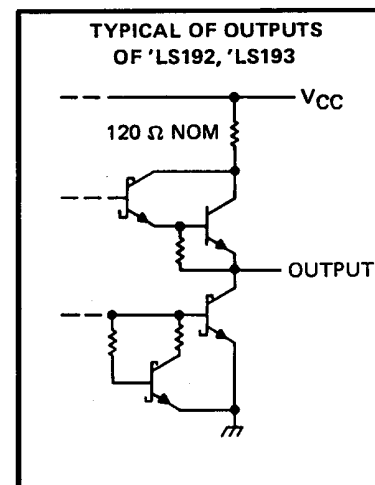 TYPICAL OF OUTPUTS
OF 'LS192, 'LS193
VCC
120 Ω NOM
OUTPUT